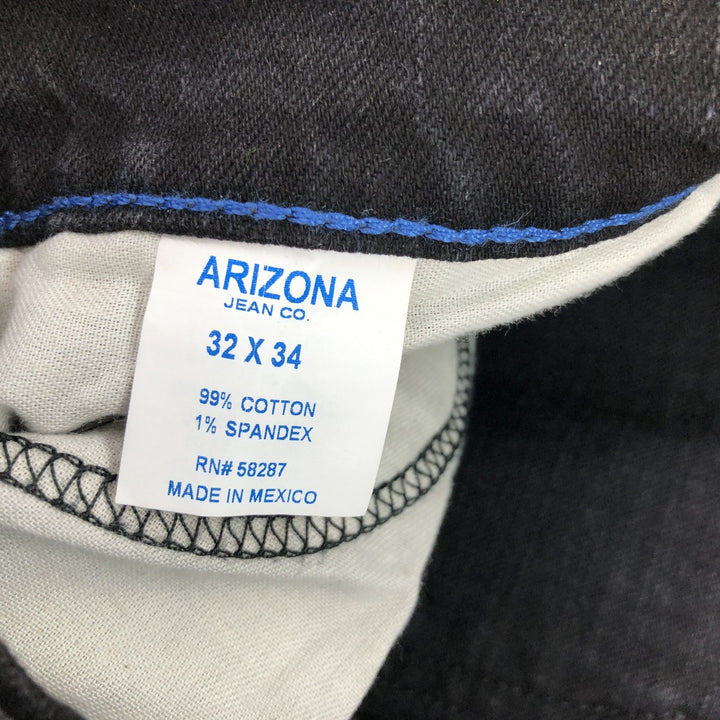 ARIZONA
JEAN CO.
32 X 34
99% COTTON
1% SPANDEX
RN# 58287
MADE IN MEXICO